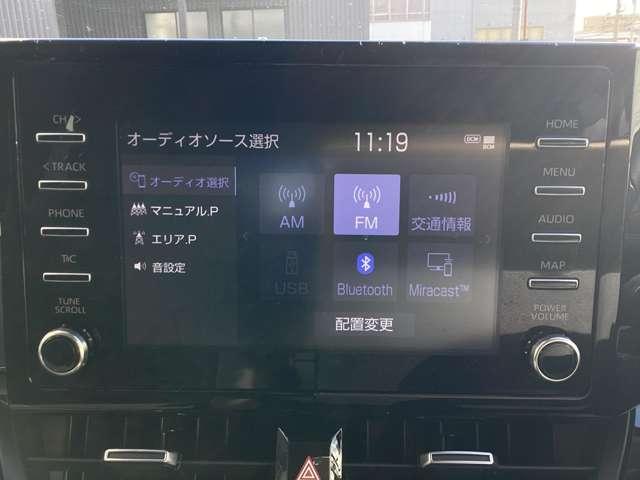 CH >
< TRACK
PHONE
T&C
TUNE
SCROLL
オーディオソース選択
11:19
DCM
オーディオ選択
マニュアル.P
エリア.P
音設定
AM
FM
交通情報
USB
Bluetooth
Miracast™
配置変更
HOME
MENU
AUDIO
MAP
POWER
VOLUME